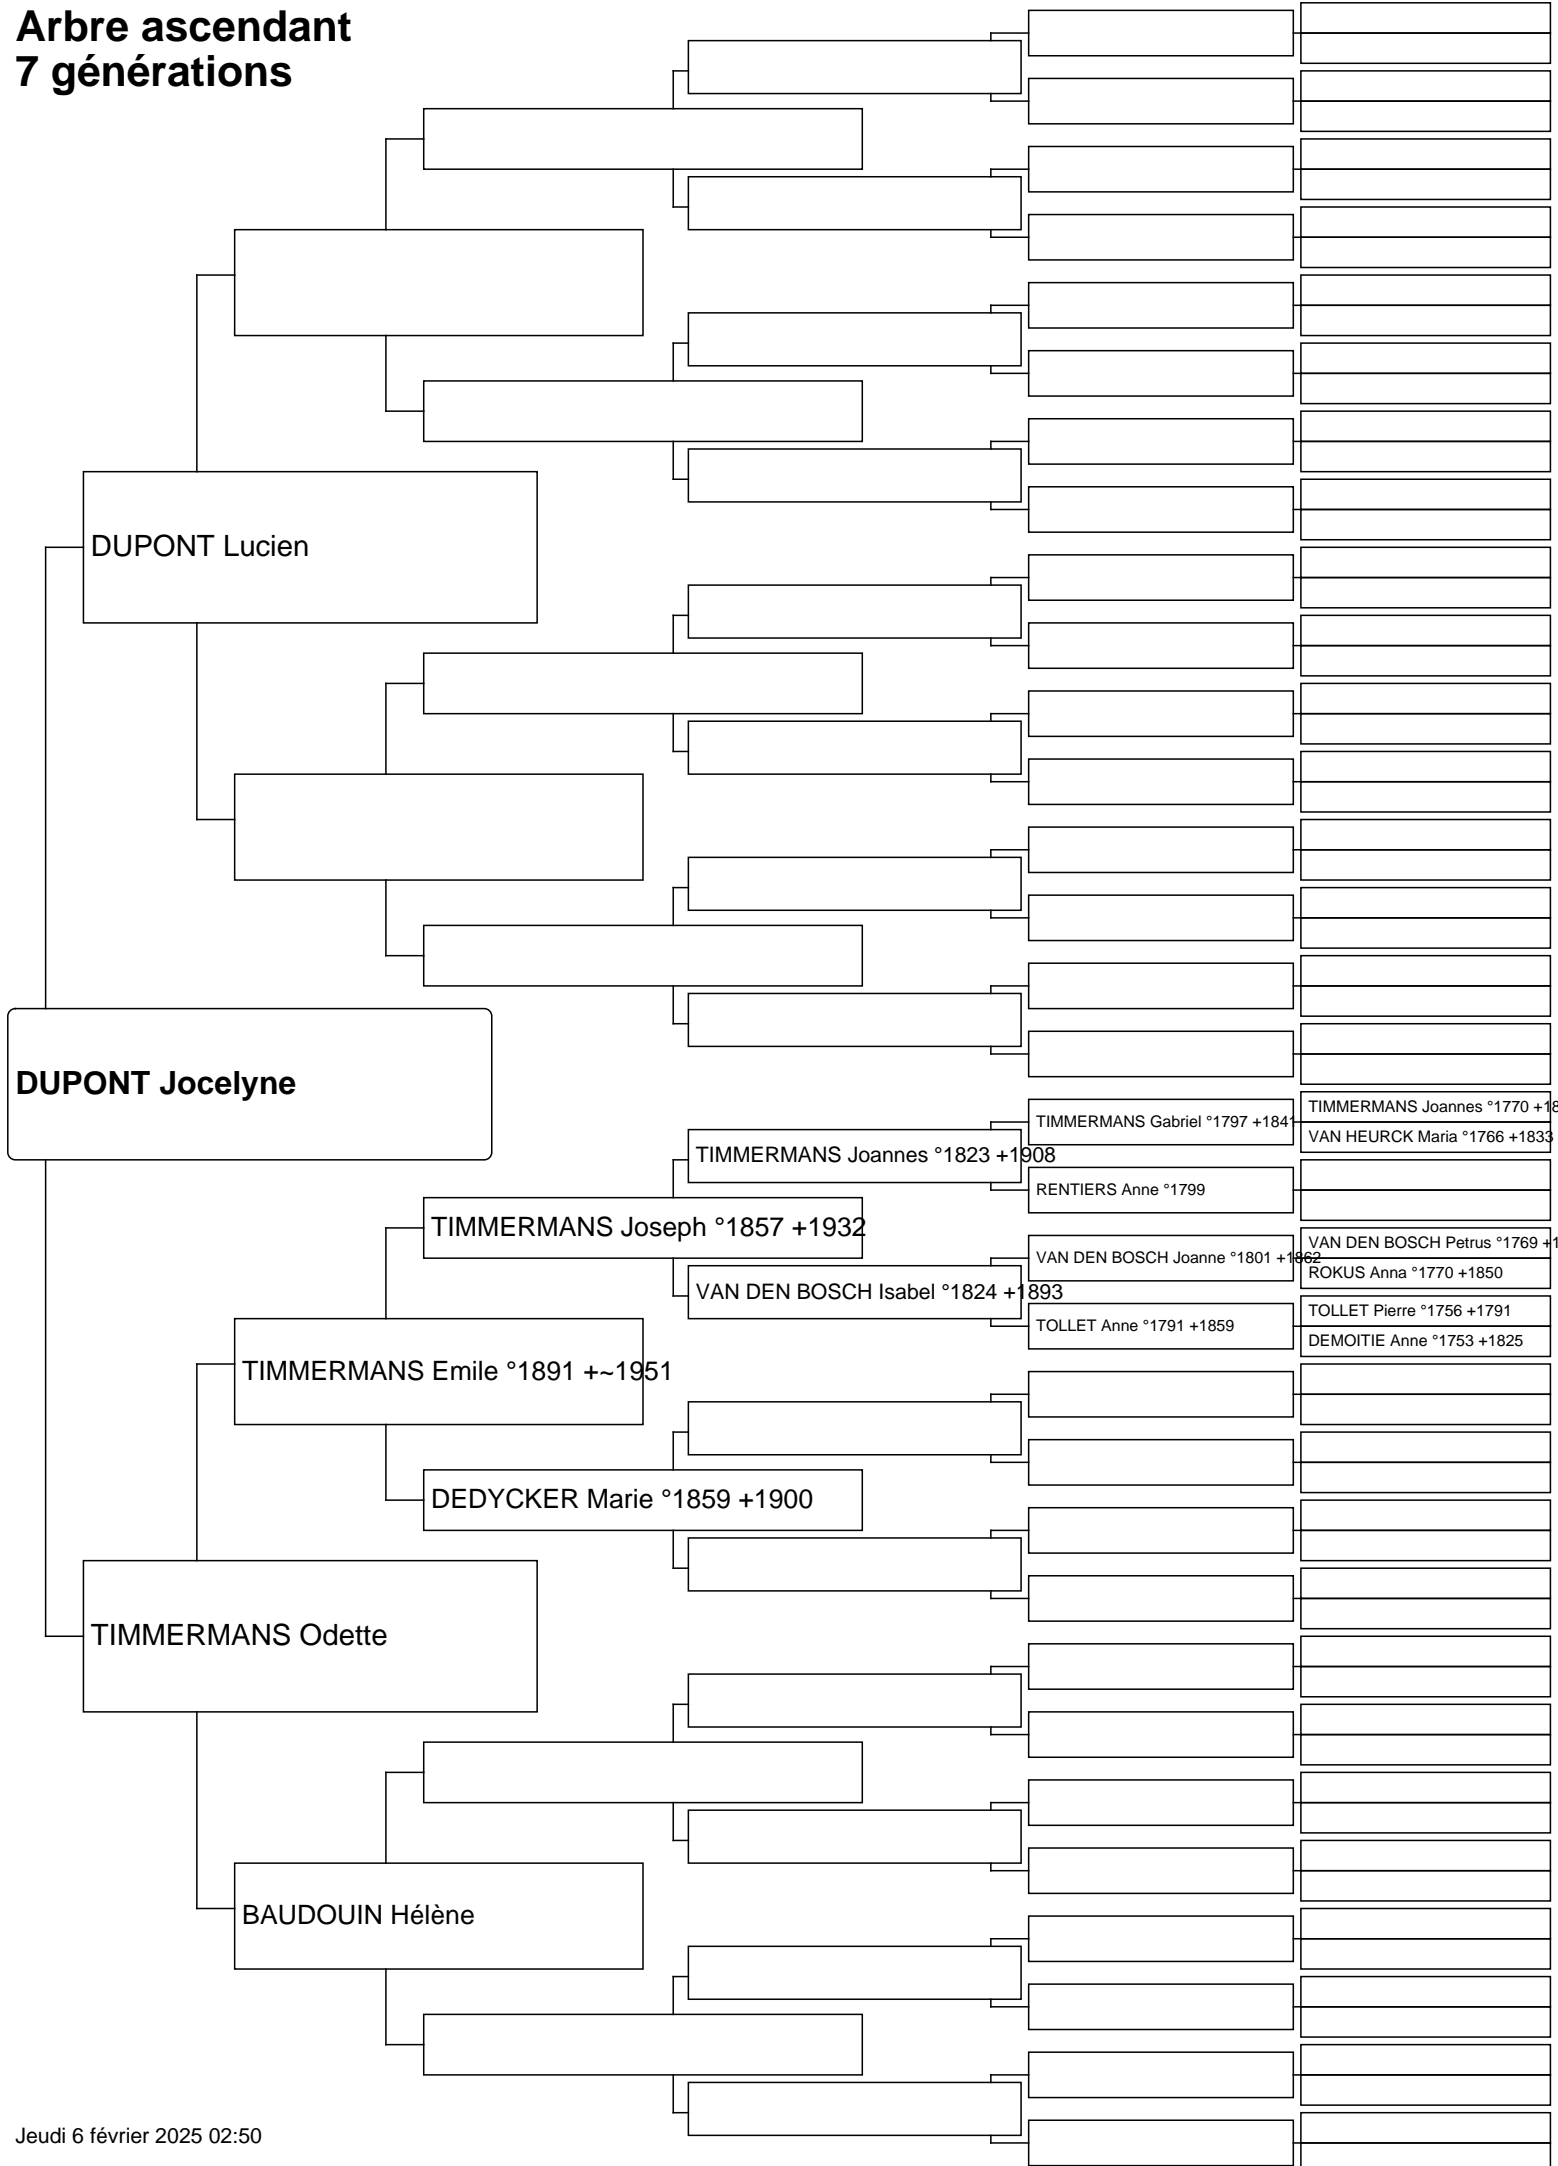 Arbre ascendant
7 générations
DUPONT Lucien
DUPONT Jocelyne
TIMMERMANS Joannes °1770 +18
TIMMERMANS Gabriel °1797 +1841
VAN HEURCK Maria °1766 +1833
TIMMERMANS Joannes °1823 +1908
RENTIERS Anne °1799
TIMMERMANS Joseph °1857 +1932
VAN DEN BOSCH Petrus °1769 +1
VAN DEN BOSCH Joanne °1801 +1862
ROKUS Anna °1770 +1850
VAN DEN BOSCH Isabel °1824 +1893
TOLLET Pierre °1756 +1791
TOLLET Anne °1791 +1859
DEMOITIE Anne °1753 +1825
TIMMERMANS Emile °1891 +~1951
DEDYCKER Marie °1859 +1900
TIMMERMANS Odette
BAUDOUIN Hélène
Jeudi 6 février 2025 02:50